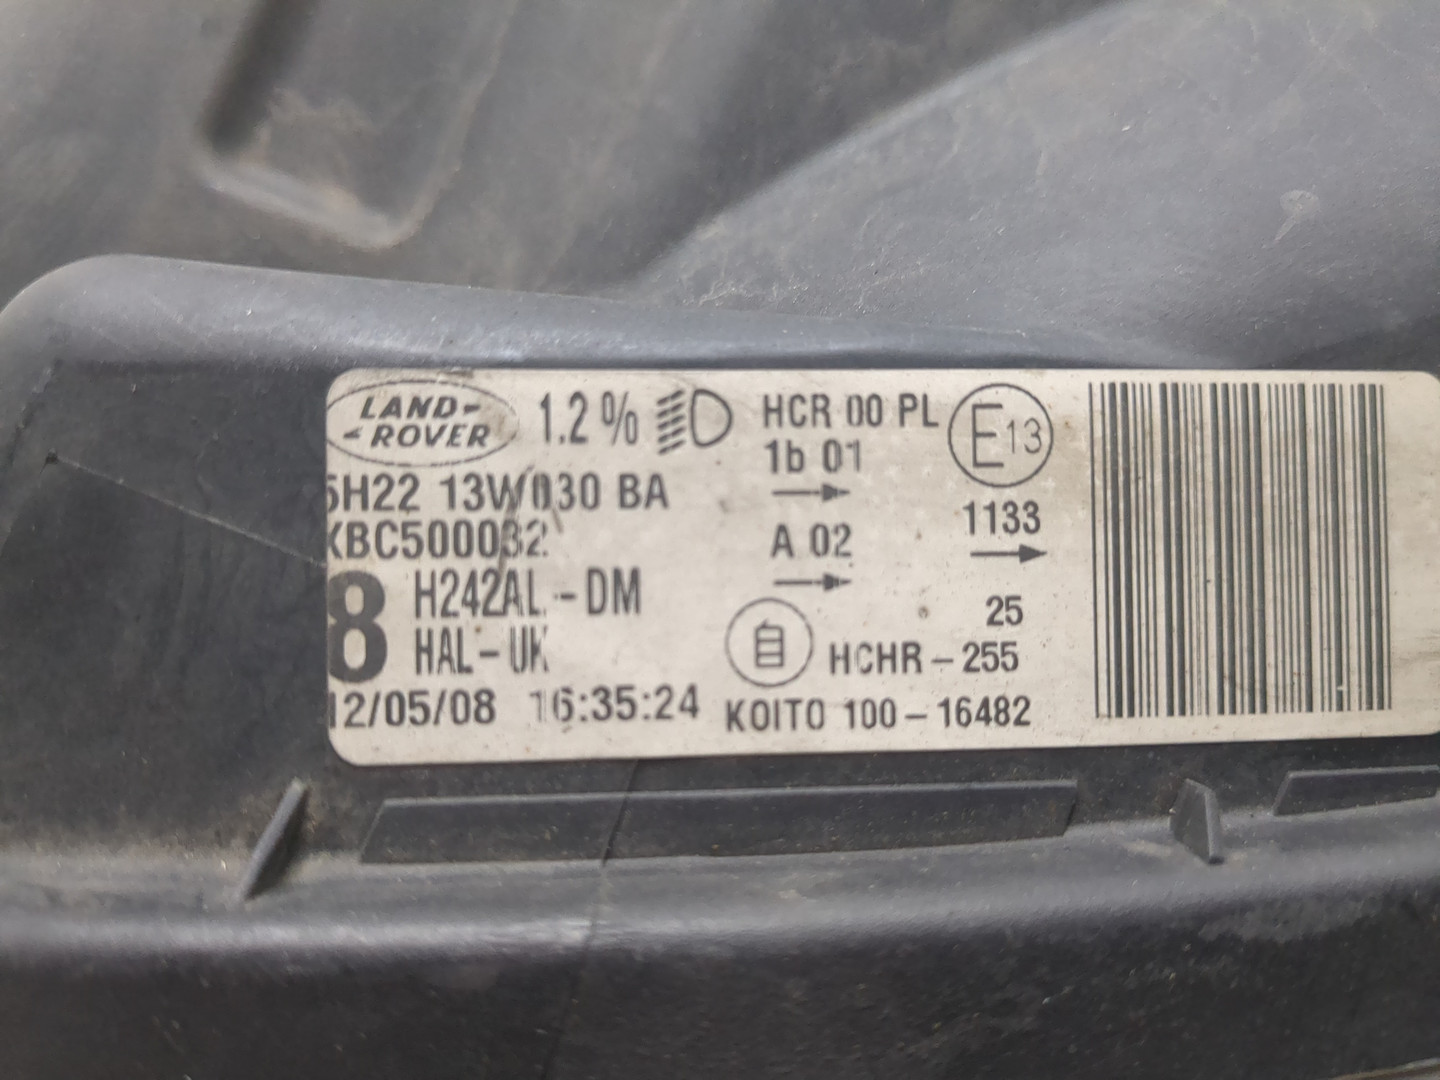 LAND-
-ROVER
1.2%
5H22 13W030 BA
XBC500032
8
H242AL-DM
HAL-UK
12/05/08 16:35:24
HCR 00 PL
1b 01
A 02
E13
1133
25
HCHR-255
KOITO 100-16482